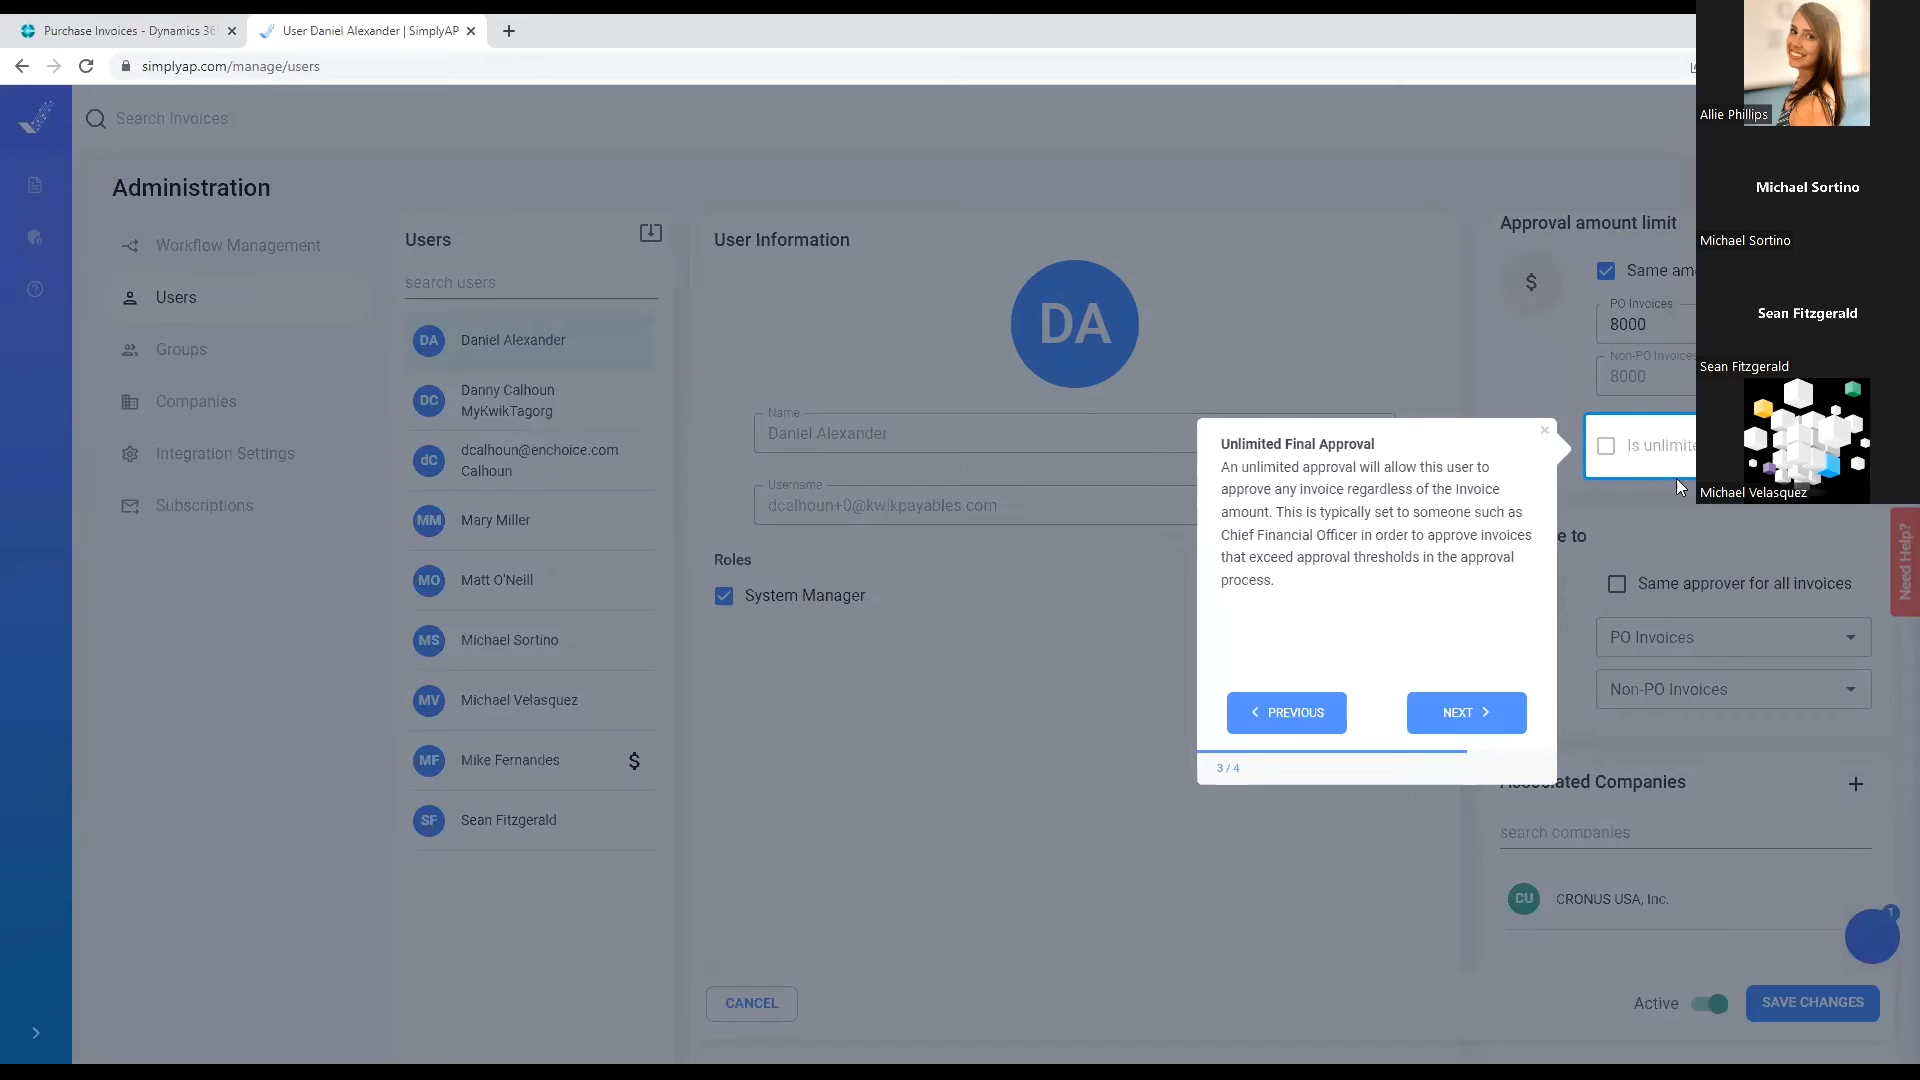 Purchase Invoices - Dynamics 36
User Daniel Alexander | SimplyAP
simplyap.com/manage/users
Search Invoices
Administration
Workflow Management
Users
Groups
Companies
Integration Settings
Subscriptions
Users
search users
DA Daniel Alexander
DC Danny Calhoun
MyKwikTagorg
dC dcalhoun@enchoice.com
Calhoun
MM Mary Miller
MO Matt O'Neill
MS Michael Sortino
MV Michael Velasquez
MF Mike Fernandes $
SF Sean Fitzgerald
User Information
DA
Name
Daniel Alexander
Username
dcalhoun+0@kwikpayables.com
Roles
System Manager
CANCEL
Unlimited Final Approval
An unlimited approval will allow this user to
approve any invoice regardless of the Invoice
amount. This is typically set to someone such as
Chief Financial Officer in order to approve invoices
that exceed approval thresholds in the approval
process.
PREVIOUS
NEXT
3 / 4
Approval amount limit
$
Same am
PO Invoices
8000
Non-PO Invoices
8000
Is unlimite
e to
Same approver for all invoices
PO Invoices
Non-PO Invoices
Associated Companies
search companies
CU CRONUS USA, Inc.
1
Active
SAVE CHANGES
Need Help?
Allie Phillips
Michael Sortino
Michael Sortino
Sean Fitzgerald
Sean Fitzgerald
Michael Velasquez